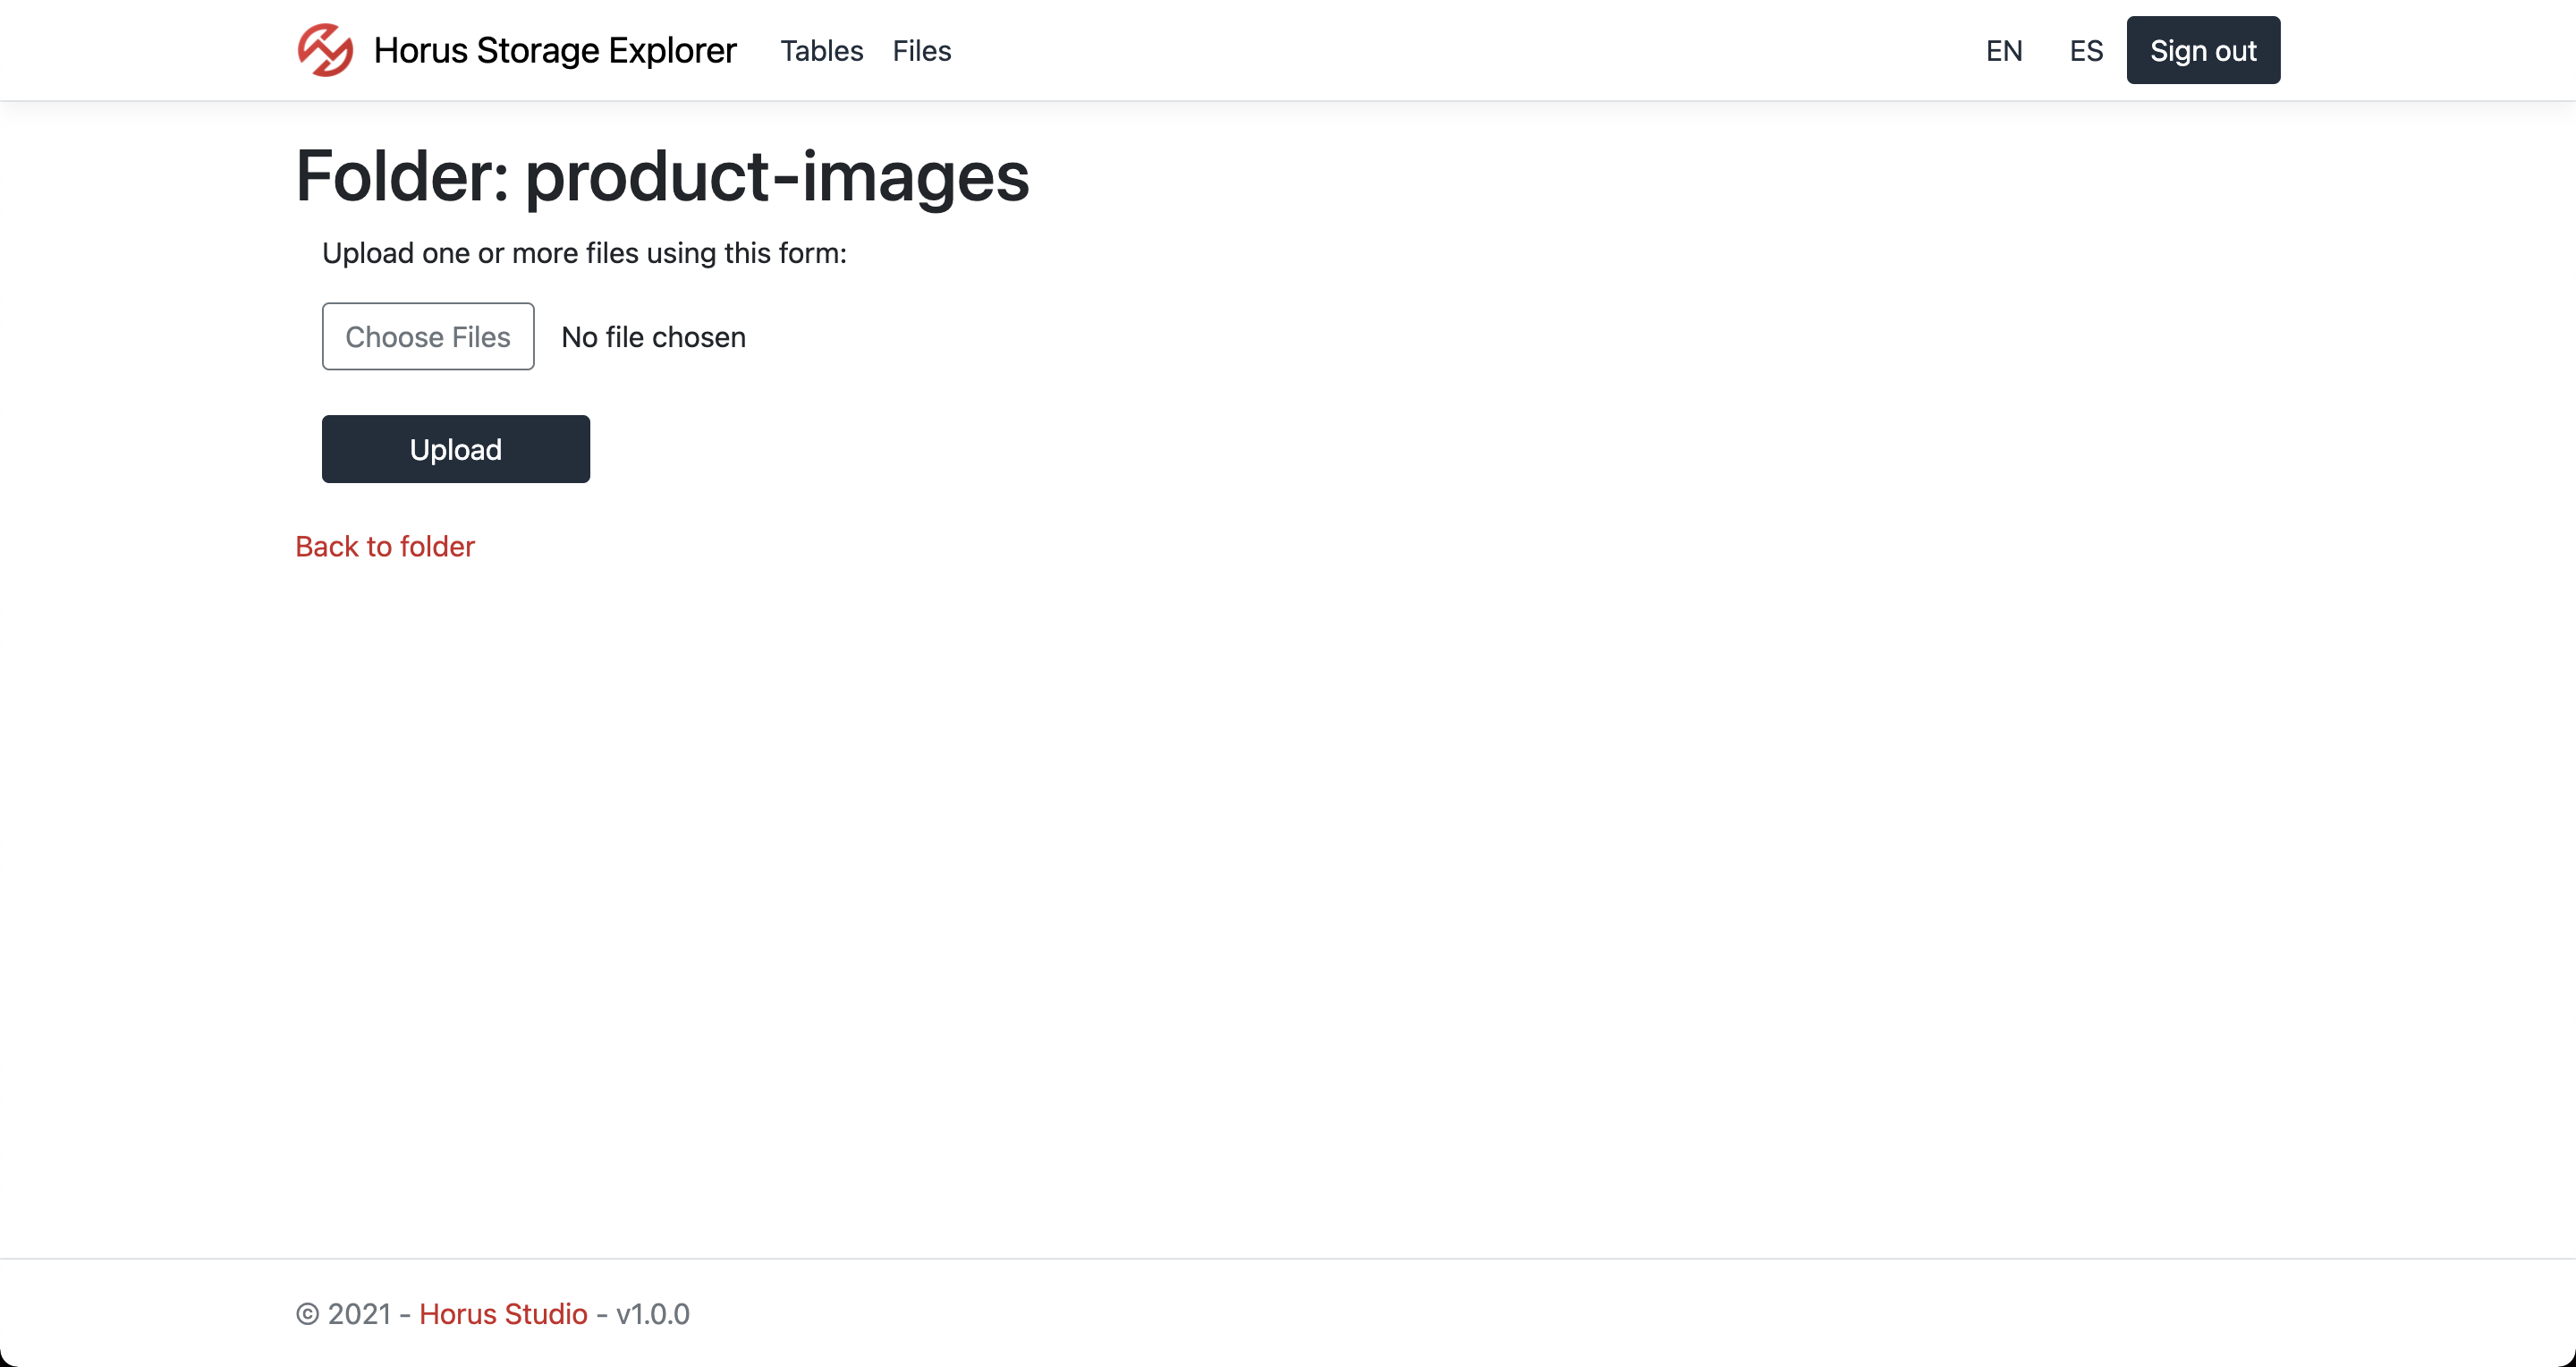 Horus Storage Explorer Tables Files EN ES Sign out
Folder: product-images
Upload one or more files using this form:
Choose Files No file chosen
Upload
Back to folder
© 2021 - Horus Studio - v1.0.0